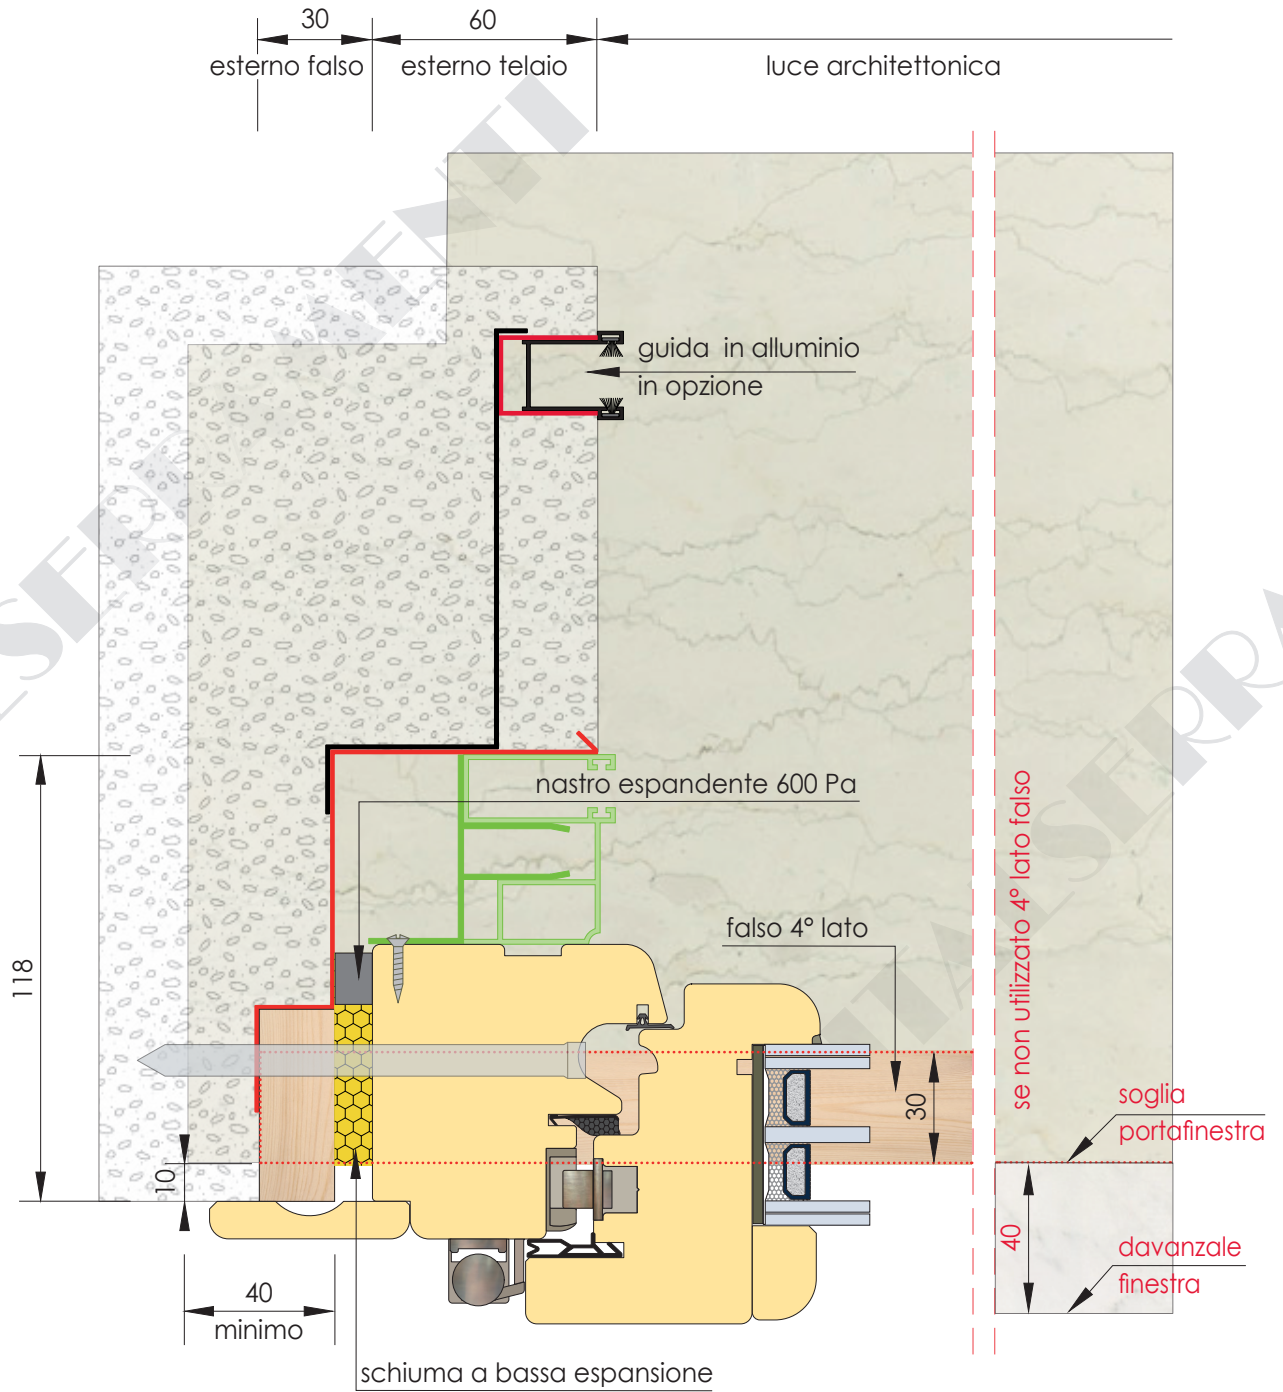 30
60
esterno falso
esterno telaio
luce architettonica
guida in alluminio
in opzione
nastro espandente 600 Pa
falso 4° lato
se non utilizzato 4° lato falso
118
10
30
soglia
portafinestra
40
davanzale
finestra
40
minimo
schiuma a bassa espansione